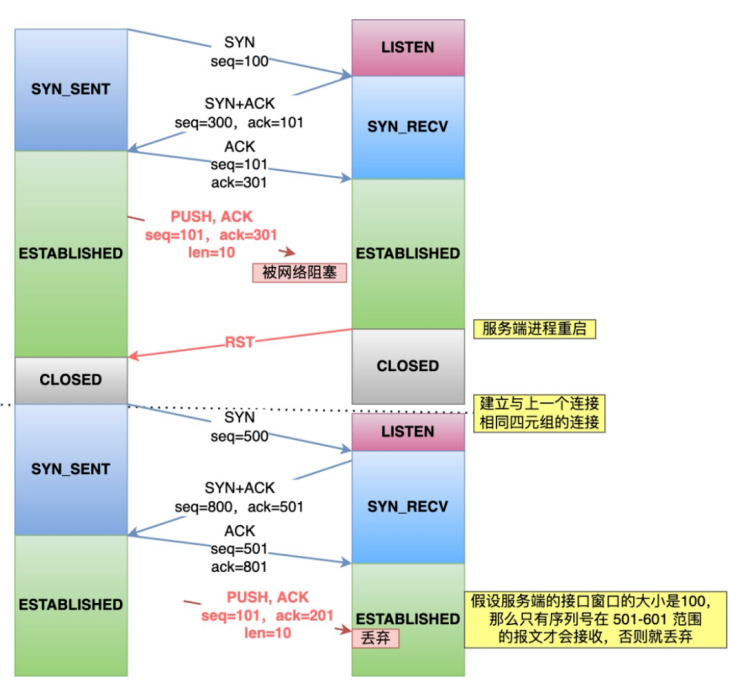 SYN
seq=100
LISTEN
SYN_SENT
SYN+ACK
seq=300，ack=101
SYN_RECV
ACK
seq=101
ack=301
PUSH, ACK
seq=101，ack=301
len=10
ESTABLISHED
ESTABLISHED
被网络阻塞
服务端进程重启
RST
CLOSED
CLOSED
建立与上一个连接
相同四元组的连接
SYN
seq=500
LISTEN
SYN_SENT
SYN+ACK
seq=800，ack=501
SYN_RECV
ACK
seq=501
ack=801
PUSH, ACK
seq=101，ack=201
len=10
ESTABLISHED
ESTABLISHED
丢弃
假设服务端的接口窗口的大小是100，
那么只有序列号在 501-601 范围
的报文才会接收，否则就丢弃